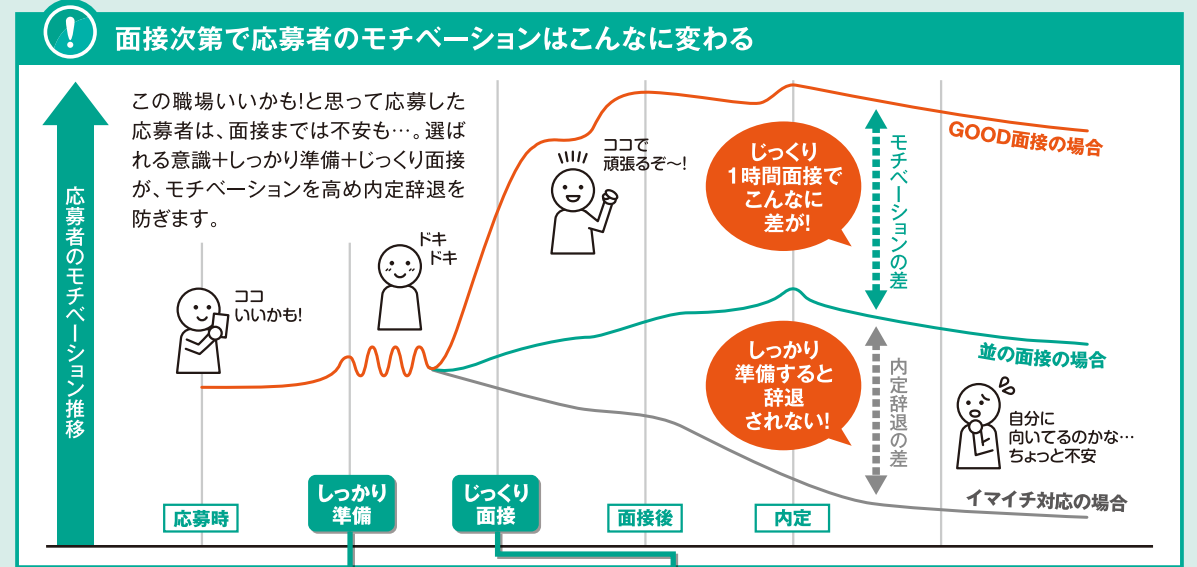 !
面接次第で応募者のモチベーションはこんなに変わる
この職場いいかも!と思って応募した
応募者は、面接までは不安も…。選ば
れる意識+しっかり準備+じっくり面接
が、モチベーションを高め内定辞退を
防ぎます。
応募者のモチベーション推移
ココ
いいかも!
ドキ
ドキ
ココで
頑張るぞ〜!
じっくり
1時間面接で
こんなに
差が!
モチベーションの差
GOOD面接の場合
しっかり
準備すると
辞退
されない!
内定辞退の差
並の面接の場合
自分に
向いてるのかな…
ちょっと不安
イマイチ対応の場合
応募時
しっかり
準備
じっくり
面接
面接後
内定